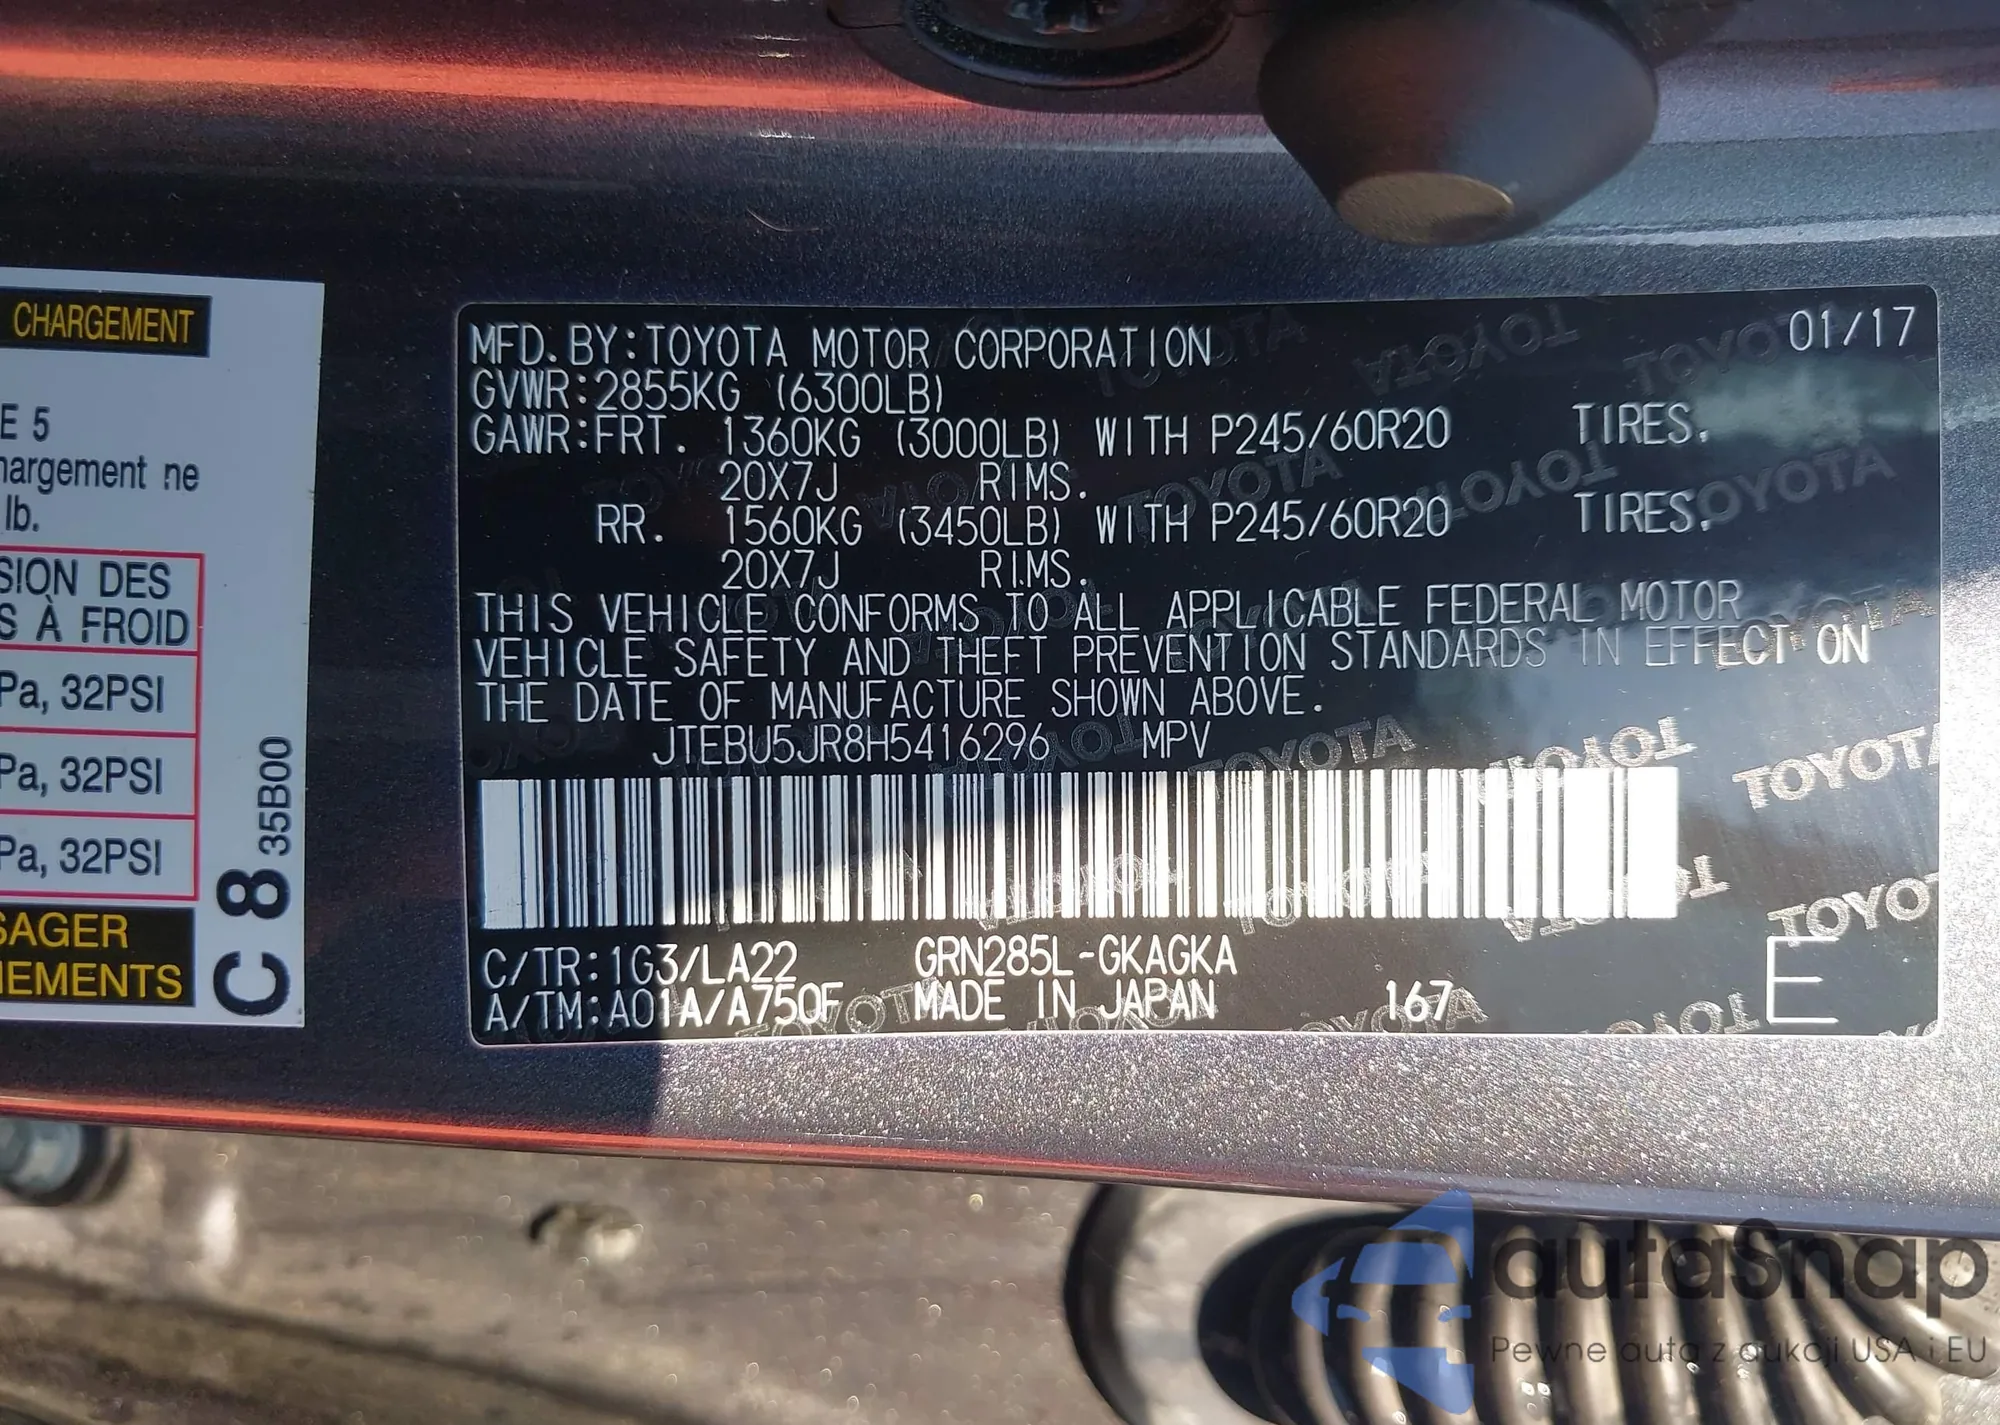 CHARGEMENT
E 5
hargement ne
lb.
SION DES
S À FROID
Pa, 32PSI
Pa, 32PSI
Pa, 32PSI
SAGER
NEMENTS
C 8 35B00
MFD. BY:TOYOTA MOTOR CORPORATION 01/17
GVWR:2855KG (6300LB)
GAWR:FRT. 1360KG (3000LB) WITH P245/60R20 TIRES.
20X7J RIMS.
RR. 1560KG (3450LB) WITH P245/60R20 TIRES.
20X7J RIMS.
THIS VEHICLE CONFORMS TO ALL APPLICABLE FEDERAL MOTOR
VEHICLE SAFETY AND THEFT PREVENTION STANDARDS IN EFFECT ON
THE DATE OF MANUFACTURE SHOWN ABOVE.
JTEBU5JR8H5416296 MPV
C/TR:1G3/LA22 GRN285L-GKAGKA
A/TM:A01A/A750F MADE IN JAPAN 167 E
autaSnap
Pewne auta z aukcji USA i EU